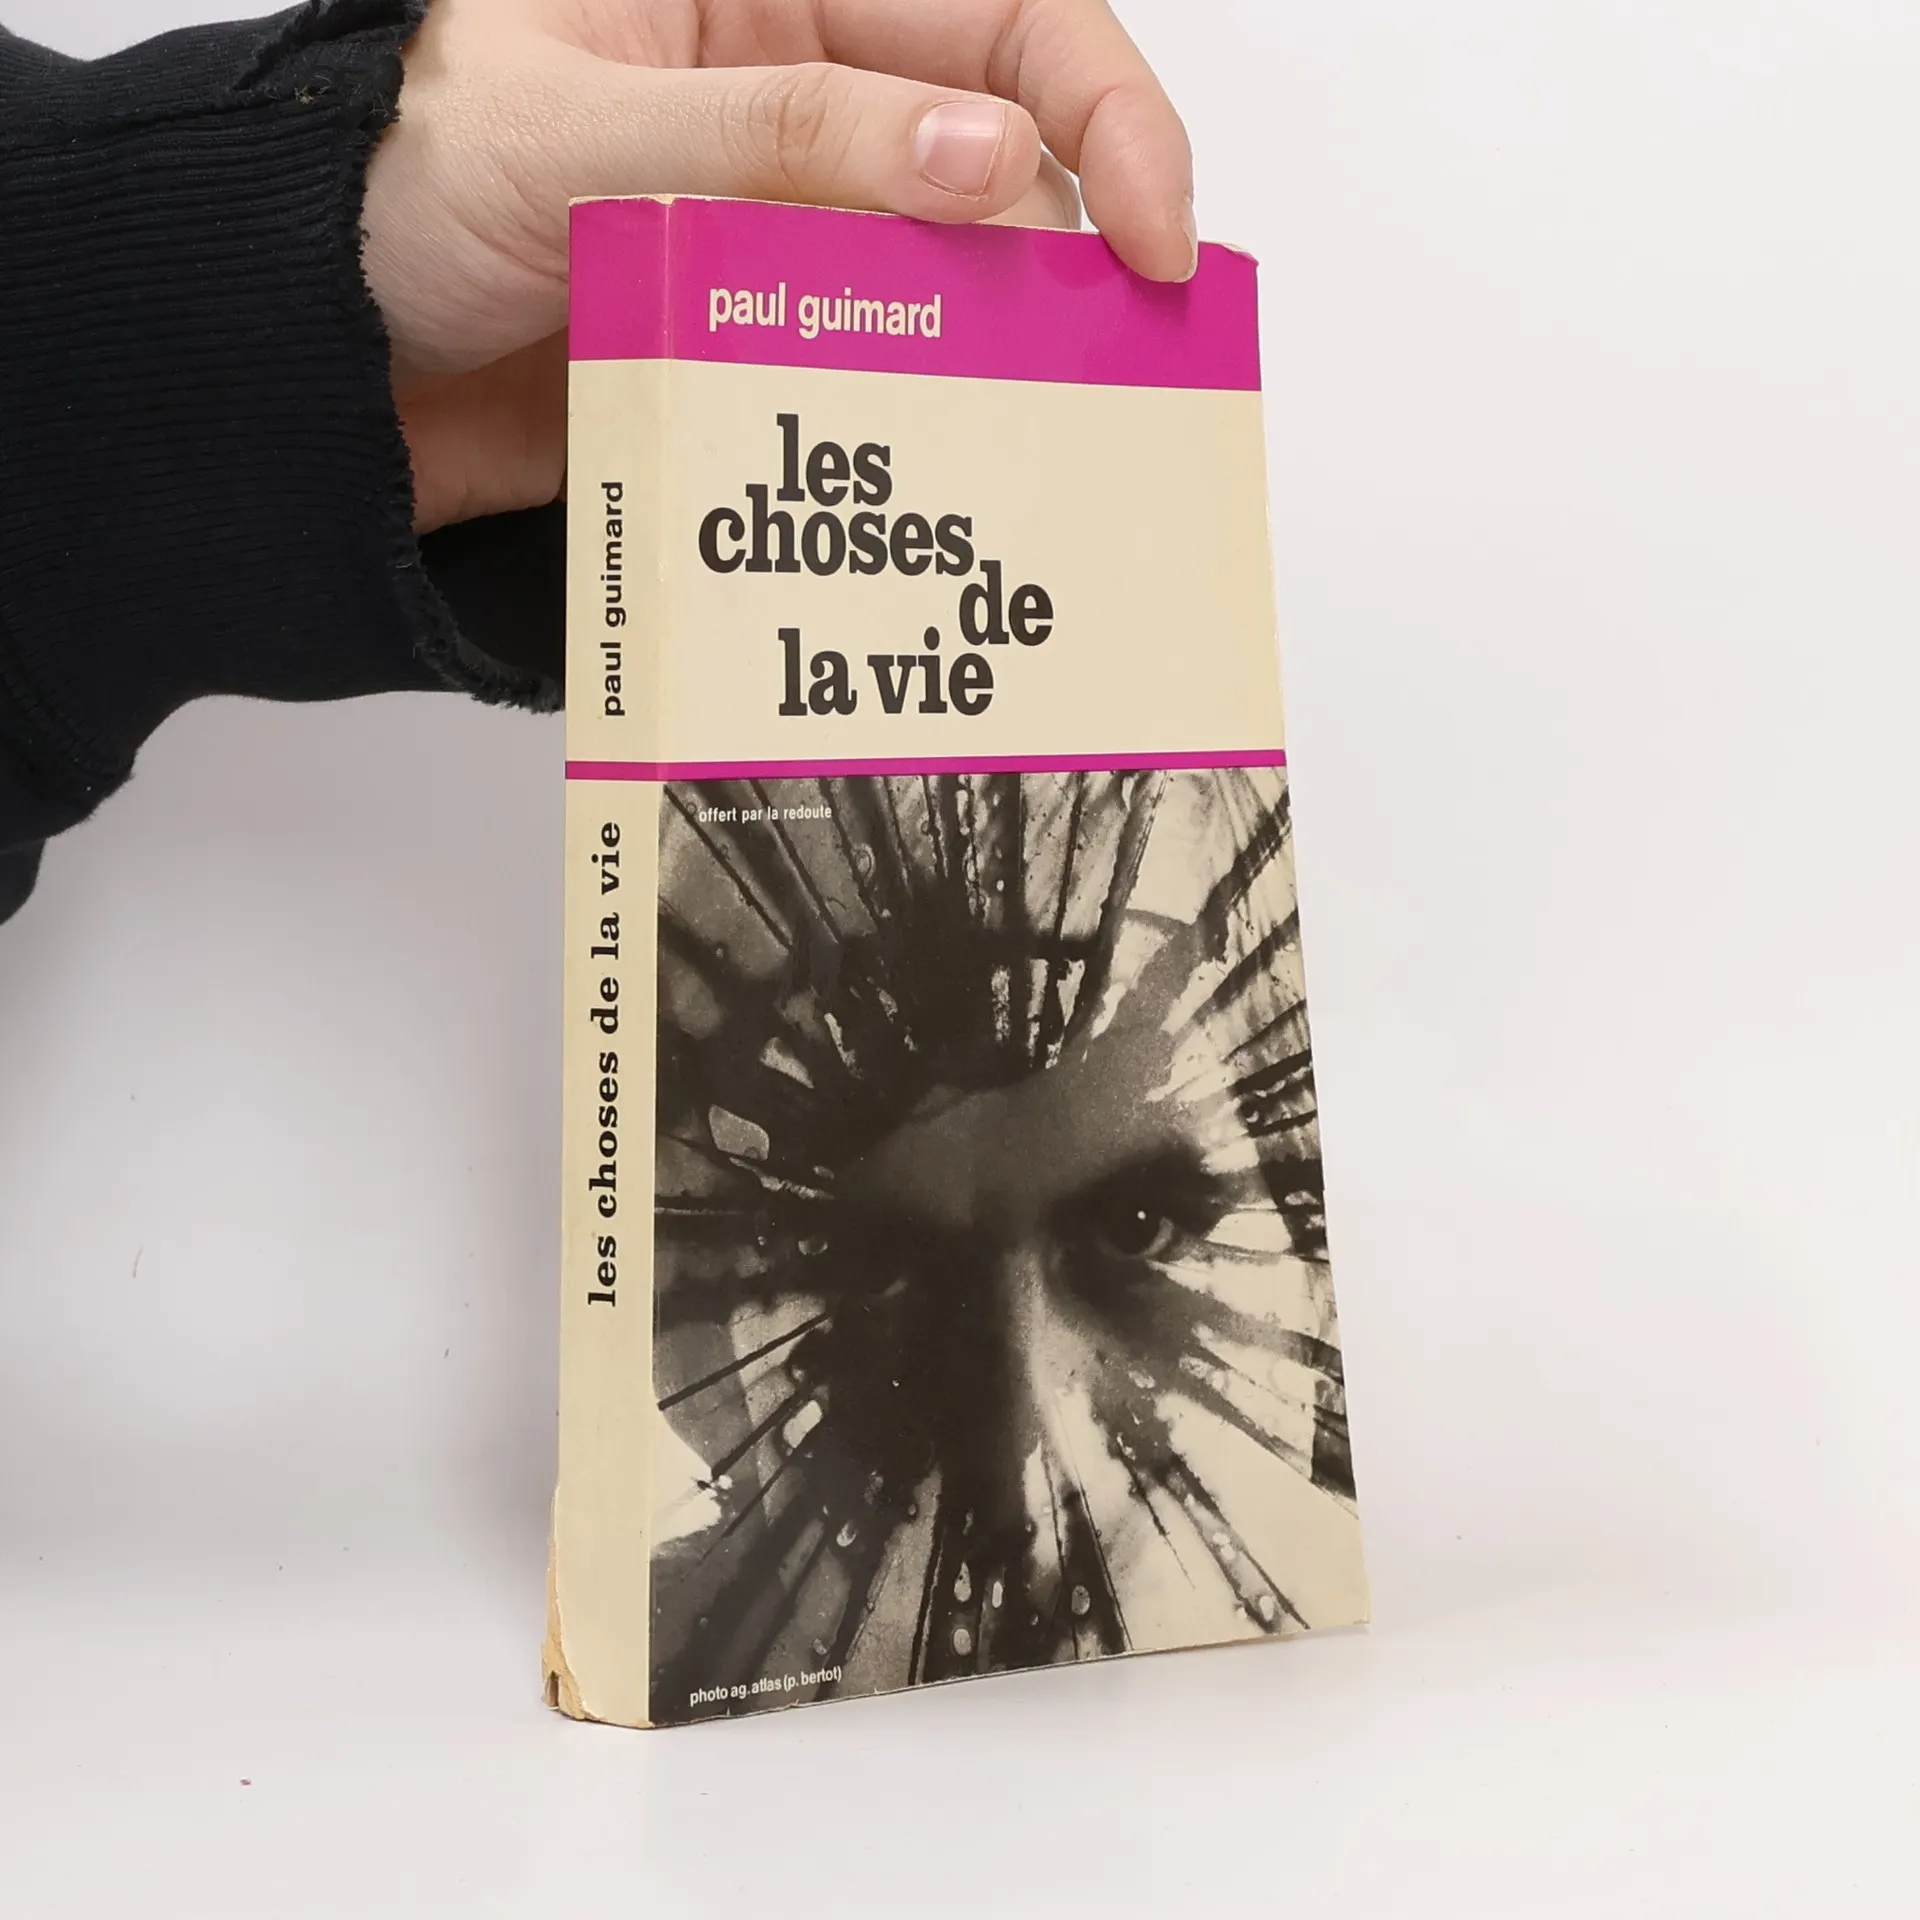 paul guimard
les
choses
de
la vie
offert par la redoute
photo ag. atlas (p. bertot)
paul guimard
les choses de la vie